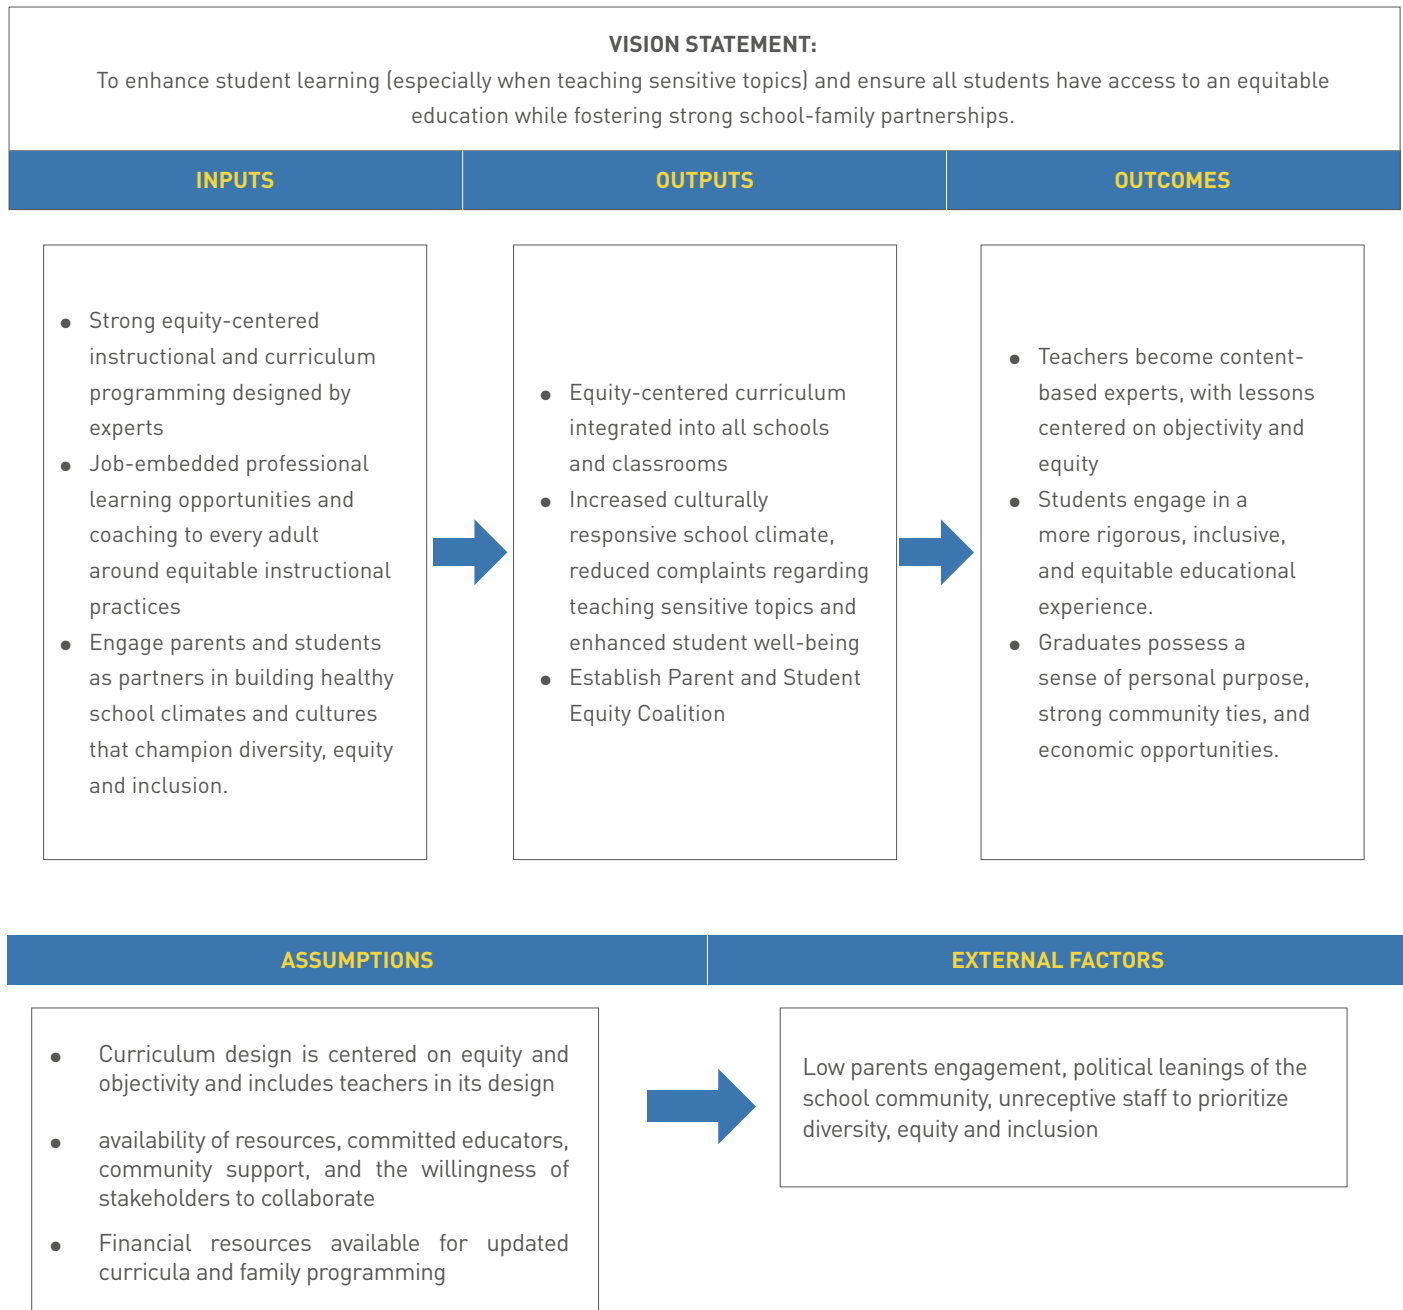 VISION STATEMENT:
To enhance student learning (especially when teaching sensitive topics) and ensure all students have access to an equitable
education while fostering strong school-family partnerships.
INPUTS
OUTPUTS
OUTCOMES
● Strong equity-centered
instructional and curriculum
programming designed by
experts
● Job-embedded professional
learning opportunities and
coaching to every adult
around equitable instructional
practices
● Engage parents and students
as partners in building healthy
school climates and cultures
that champion diversity, equity
and inclusion.
● Equity-centered curriculum
integrated into all schools
and classrooms
● Increased culturally
responsive school climate,
reduced complaints regarding
teaching sensitive topics and
enhanced student well-being
● Establish Parent and Student
Equity Coalition
● Teachers become content-
based experts, with lessons
centered on objectivity and
equity
● Students engage in a
more rigorous, inclusive,
and equitable educational
experience.
● Graduates possess a
sense of personal purpose,
strong community ties, and
economic opportunities.
ASSUMPTIONS
EXTERNAL FACTORS
● Curriculum design is centered on equity and
objectivity and includes teachers in its design
● availability of resources, committed educators,
community support, and the willingness of
stakeholders to collaborate
● Financial resources available for updated
curricula and family programming
Low parents engagement, political leanings of the
school community, unreceptive staff to prioritize
diversity, equity and inclusion